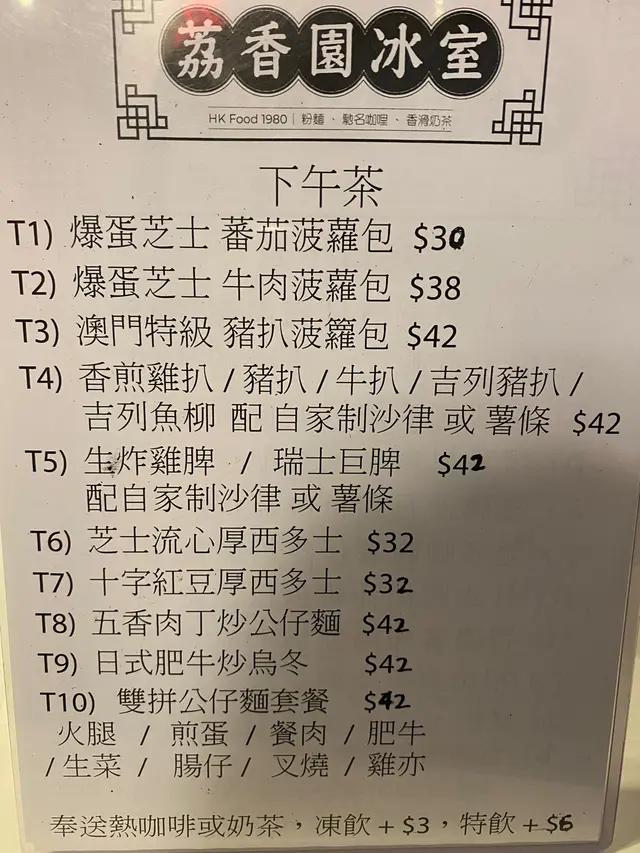 荔香園冰室
HK Food 1980 | 粉麵、馳名咖喱、香滑奶茶
下午茶
T1) 爆蛋芝士 蕃茄菠蘿包 $30
T2) 爆蛋芝士 牛肉菠蘿包 $38
T3) 澳門特級 豬扒菠籮包 $42
T4) 香煎雞扒 / 豬扒 / 牛扒 / 吉列豬扒 /
吉列魚柳 配 自家制沙律 或 薯條 $42
T5) 生炸雞脾 / 瑞士巨脾 $42
配自家制沙律 或 薯條
T6) 芝士流心厚西多士 $32
T7) 十字紅豆厚西多士 $32
T8) 五香肉丁炒公仔麵 $42
T9) 日式肥牛炒烏冬 $42
T10) 雙拼公仔麵套餐 $42
火腿 / 煎蛋 / 餐肉 / 肥牛
/ 生菜 / 腸仔 / 叉燒 / 雞亦
奉送熱咖啡或奶茶，凍飲 + $3，特飲 + $6